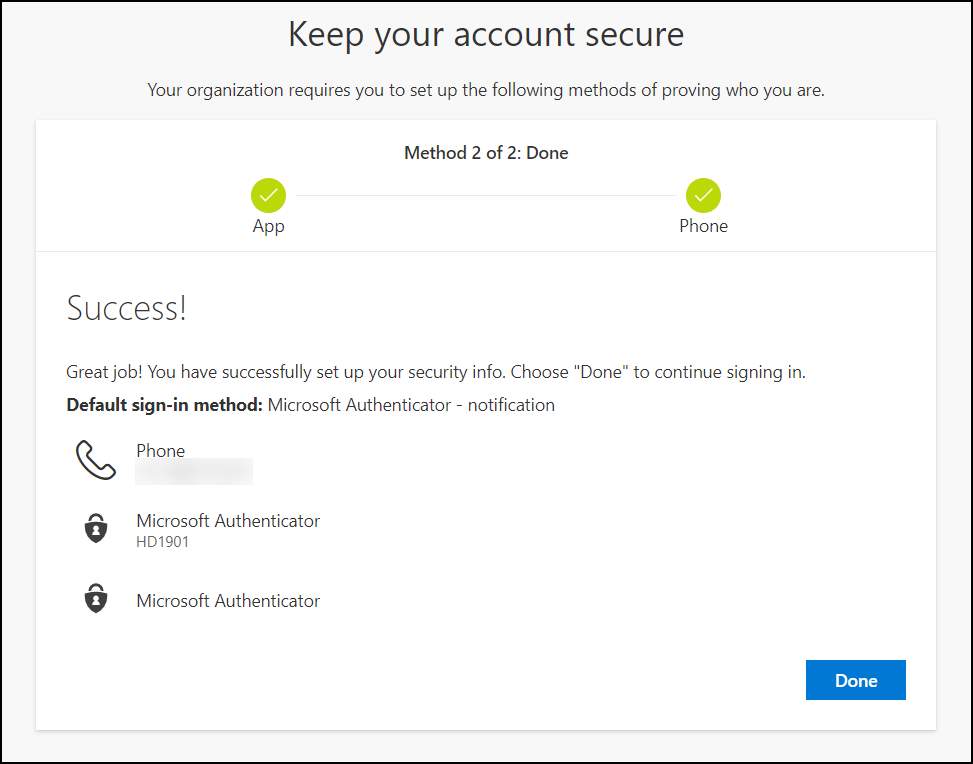 Keep your account secure
Your organization requires you to set up the following methods of proving who you are.
Method 2 of 2: Done
App
Phone
Success!
Great job! You have successfully set up your security info. Choose "Done" to continue signing in.
Default sign-in method: Microsoft Authenticator - notification
Phone
Microsoft Authenticator
HD1901
Microsoft Authenticator
Done